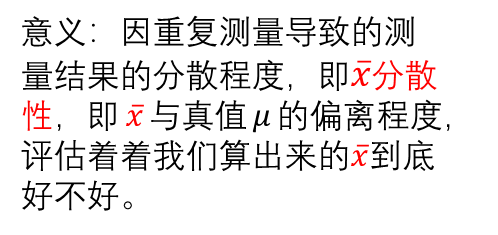 意义：因重复测量导致的测
量结果的分散程度，即x̄分散
性，即 x̄ 与真值 μ 的偏离程度，
评估着着我们算出来的x̄到底
好不好。